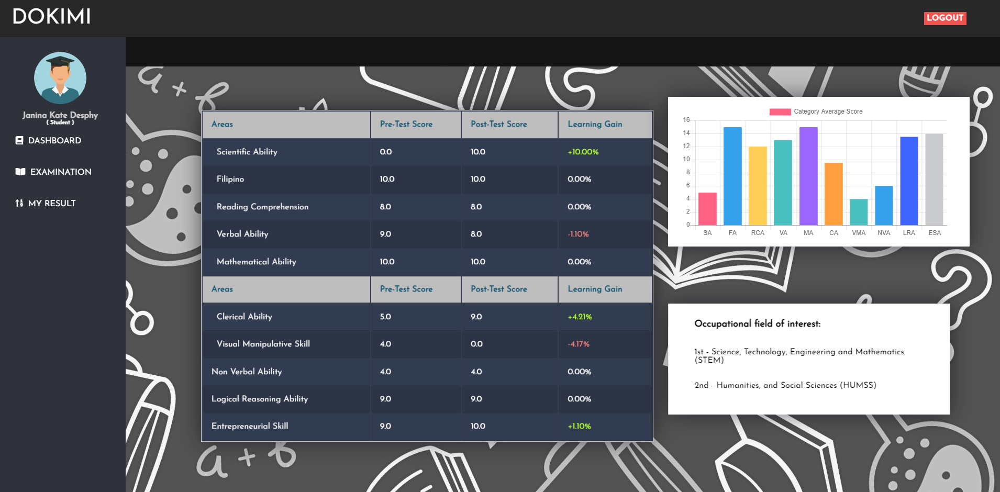 DOKIMI
LOGOUT
Janina Kate Desphy
( Student )
DASHBOARD
EXAMINATION
MY RESULT
a + b
Areas Pre-Test Score Post-Test Score Learning Gain
Scientific Ability 0.0 10.0 +10.00%
Filipino 10.0 10.0 0.00%
Reading Comprehension 8.0 8.0 0.00%
Verbal Ability 9.0 8.0 -1.10%
Mathematical Ability 10.0 10.0 0.00%
Areas Pre-Test Score Post-Test Score Learning Gain
Clerical Ability 5.0 9.0 +4.21%
Visual Manipulative Skill 4.0 0.0 -4.17%
Non Verbal Ability 4.0 4.0 0.00%
Logical Reasoning Ability 9.0 9.0 0.00%
Entrepreneurial Skill 9.0 10.0 +1.10%
a + b
Category Average Score
16
14
12
10
8
6
4
2
0
SA FA RCA VA MA CA VMA NVA LRA ESA
Occupational field of interest:
1st - Science, Technology, Engineering and Mathematics
(STEM)
2nd - Humanities, and Social Sciences (HUMSS)